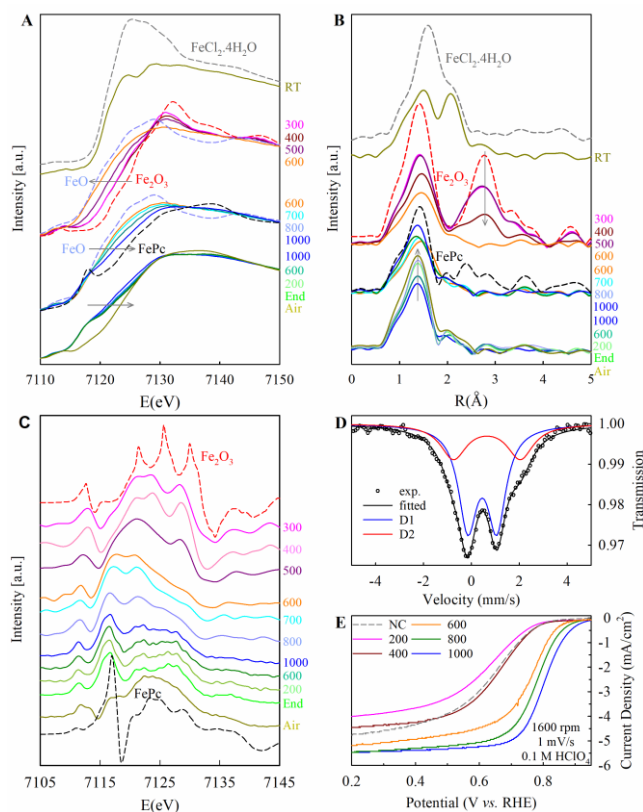 A
FeCl2.4H2O
RT
300
400
500
600
FeO
Fe2O3
600
700
800
1000
1000
600
200
End
Air
FeO
FePc
Intensity [a.u.]
7110 7120 7130 7140 7150
E(eV)
B
FeCl2.4H2O
RT
Fe2O3
300
400
500
600
600
700
800
1000
1000
600
200
End
Air
FePc
Intensity [a.u.]
0 1 2 3 4 5
R(Å)
C
Fe2O3
300
400
500
600
700
800
1000
600
200
End
Air
FePc
Intensity [a.u.]
7105 7115 7125 7135 7145
E(eV)
D
1.00
0.99
0.98
0.97
Transmission
exp.
fitted
D1
D2
-4 -2 0 2 4
Velocity (mm/s)
E
NC 600
200 800
400 1000
0
-1
-2
-3
-4
-5
-6
Current Density (mA/cm2)
1600 rpm
1 mV/s
0.1 M HClO4
0.2 0.4 0.6 0.8
Potential (V vs. RHE)